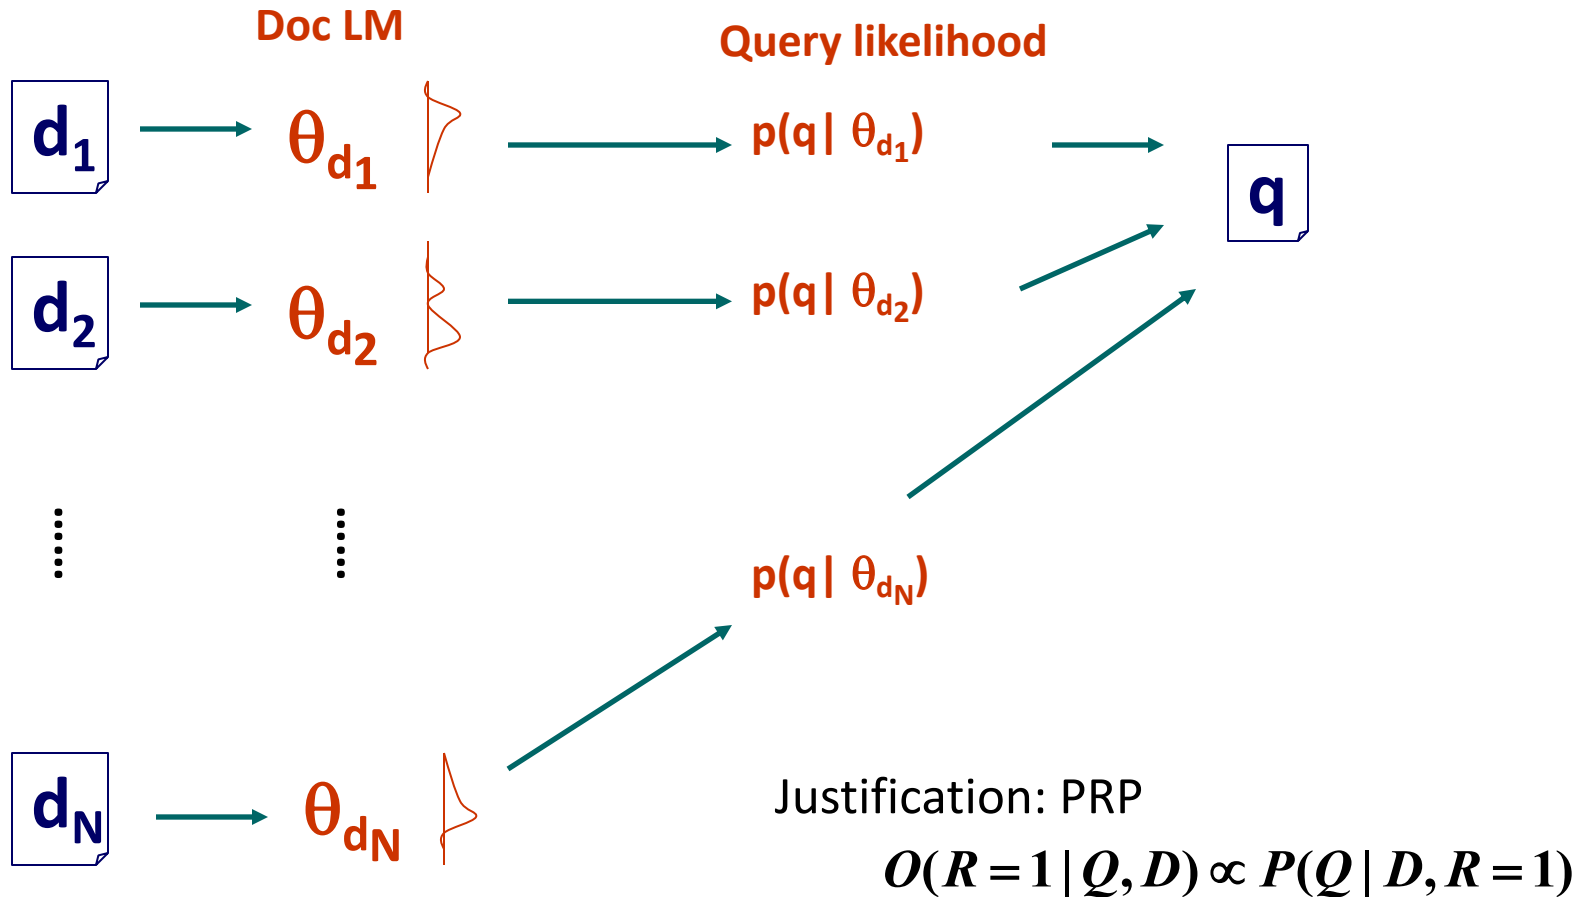 Doc LM
Query likelihood
d1 θd1 p(q| θd1) q
d2 θd2 p(q| θd2)
p(q| θdN)
dN θdN
Justification: PRP
O(R = 1 | Q, D) ∝ P(Q | D, R = 1)